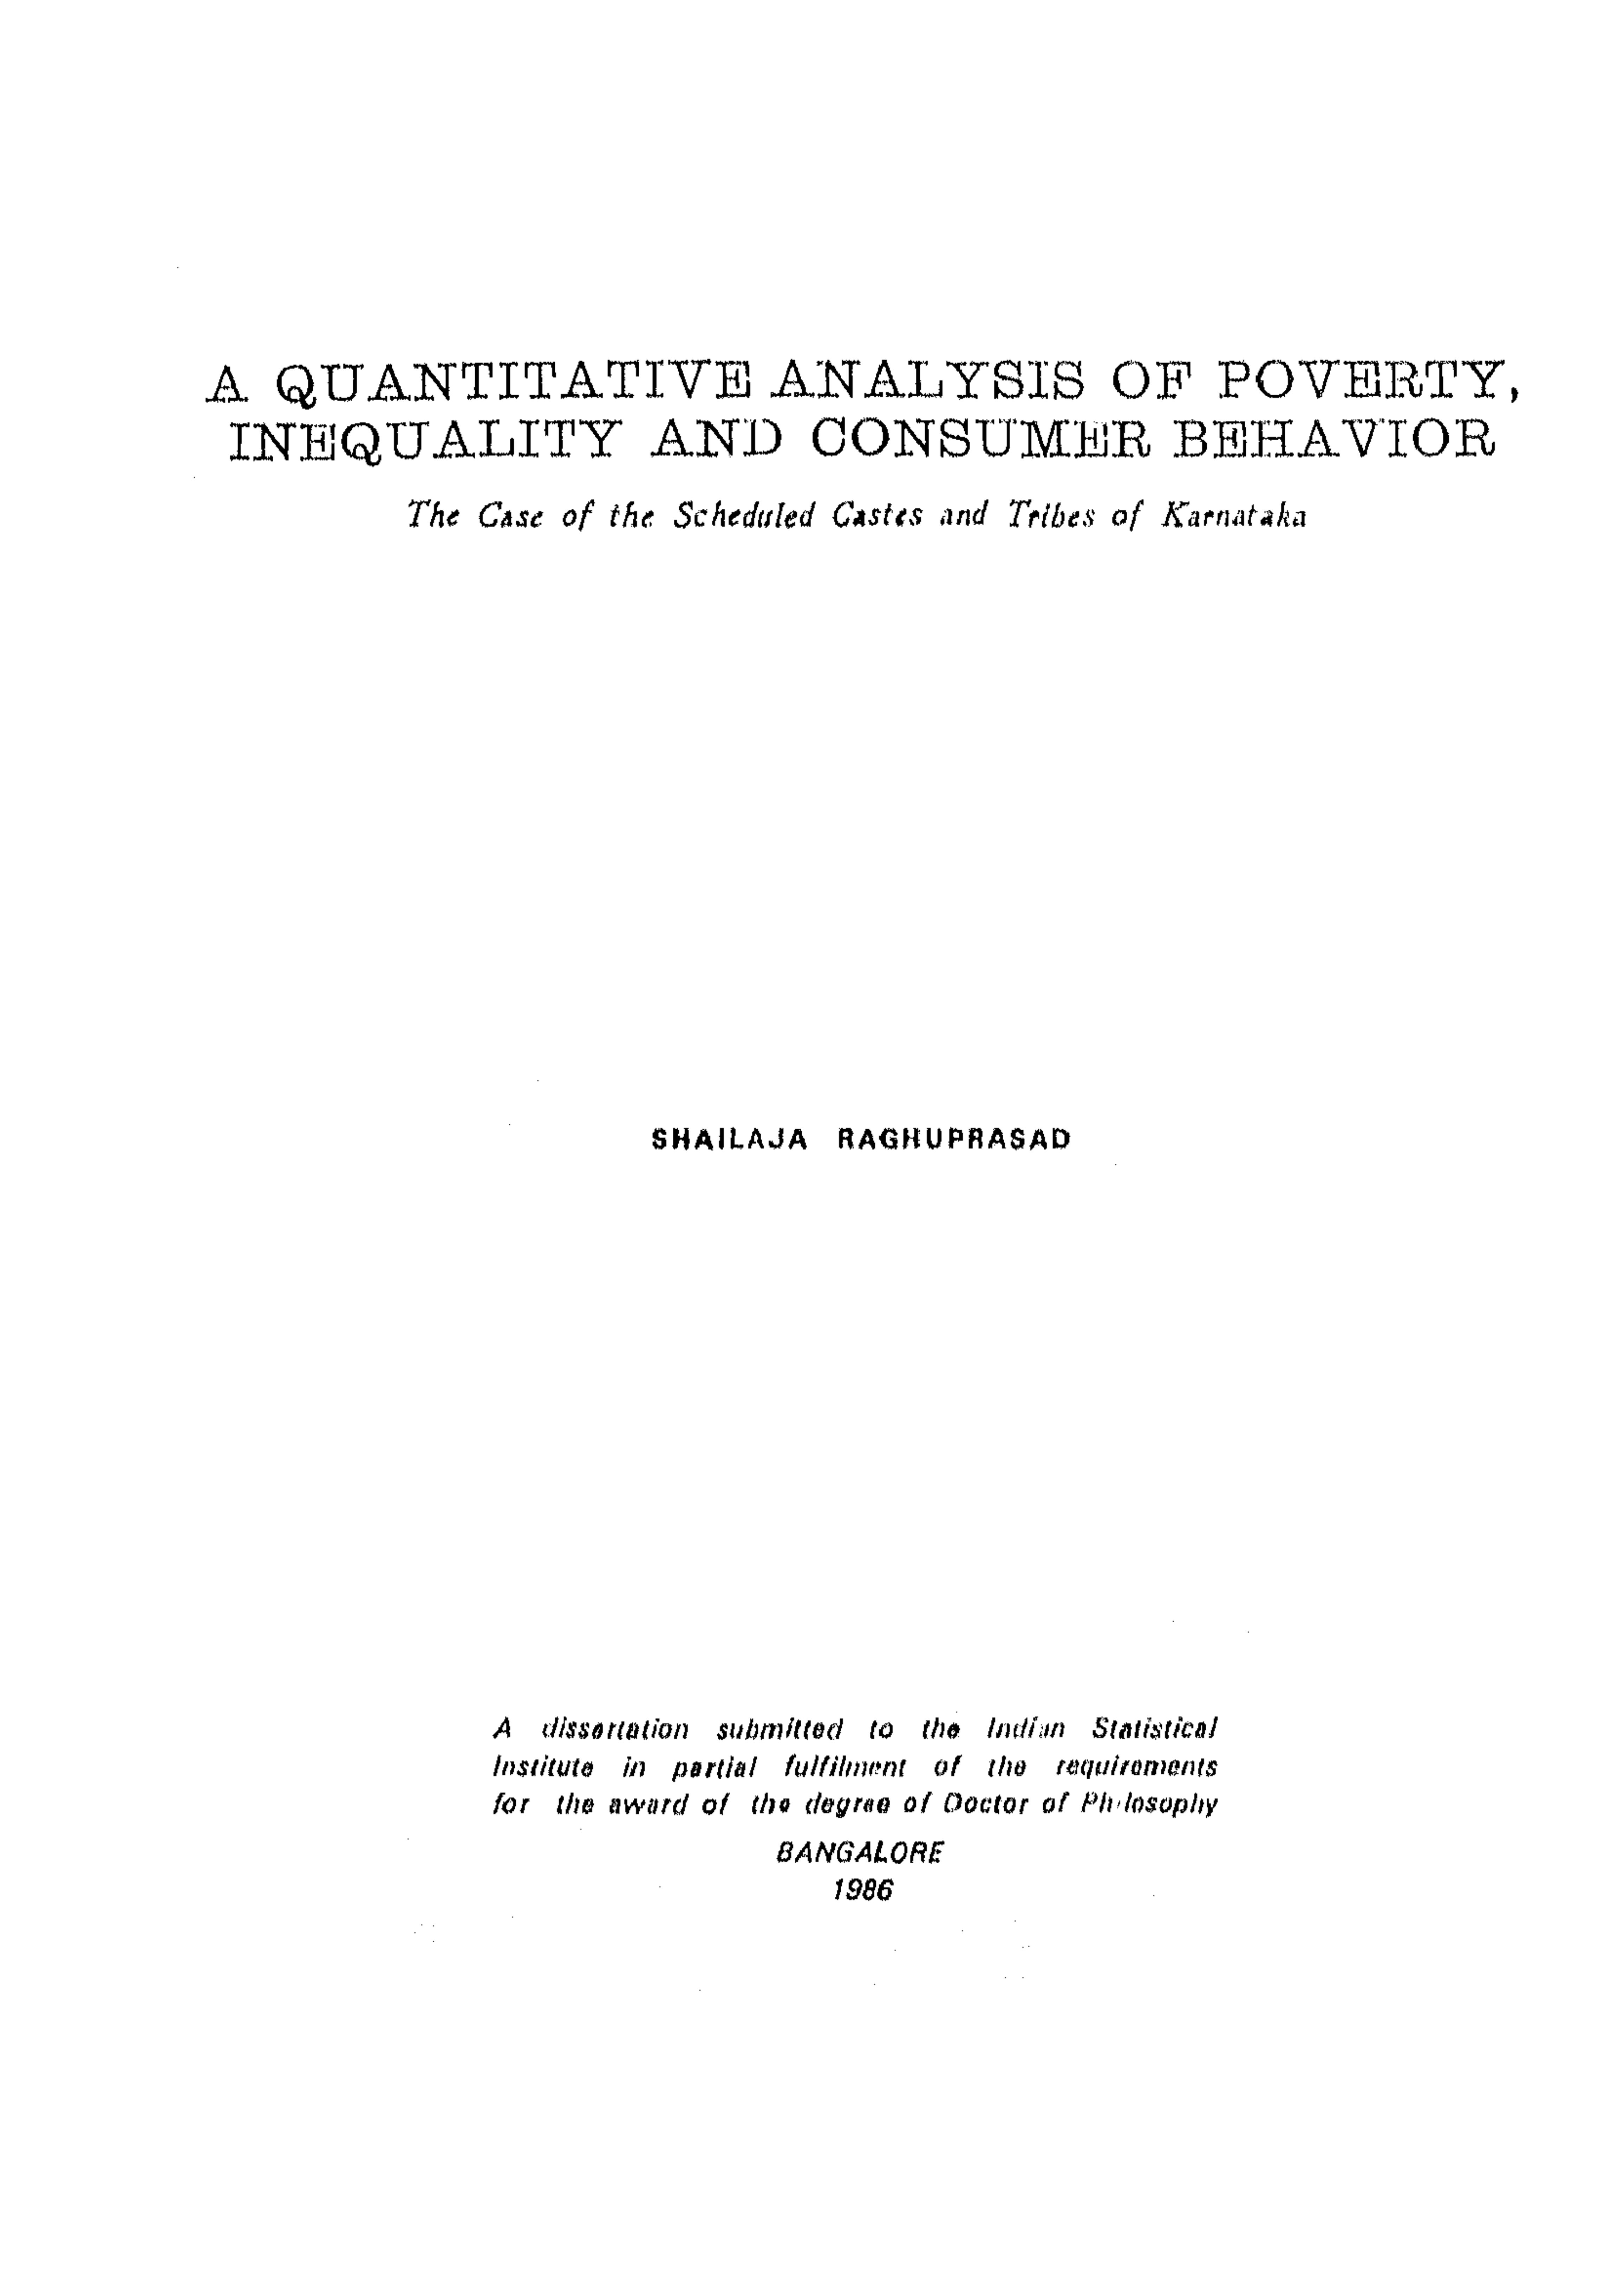 A QUANTITATIVE ANALYSIS OF POVERTY,
INEQUALITY AND CONSUMER BEHAVIOR
The Case of the Scheduled Castes and Tribes of Karnataka
SHAILAJA RAGHUPRASAD
A dissertation submitted to the Indian Statistical
Institute in partial fulfilment of the requirements
for the award of the degree of Doctor of Philosophy
BANGALORE
1986